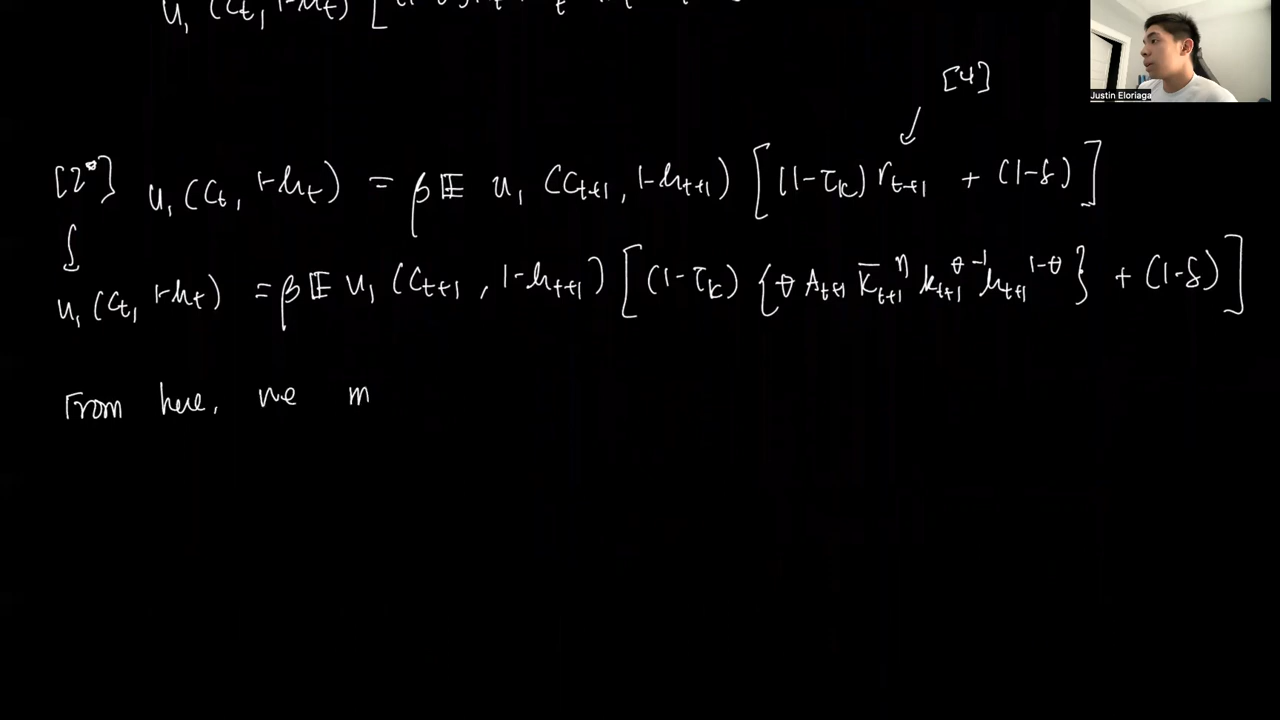 [4]
[2*] u₁(cₜ, 1-hₜ) = β𝔼 u₁(cₜ₊₁, 1-hₜ₊₁) [(1-τₖ) rₜ₊₁ + (1-δ)]
u₁(cₜ, 1-hₜ) = β𝔼 u₁(cₜ₊₁, 1-hₜ₊₁) [(1-τₖ) {θ Aₜ₊₁ K̄ₜ₊₁^η kₜ₊₁^(θ-1) hₜ₊₁^(1-θ)} + (1-δ)]
From here, we m
Justin Eloriaga